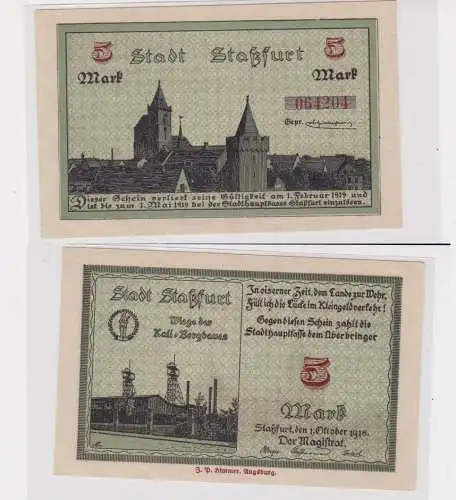 5 Stadt Staßfurt 5
Mark Mark
064204
Gepr.
Dieser Schein verliert seine Gültigkeit am 1. Februar 1919 und
ist bis zum 1. Mai 1919 bei der Stadthauptkasse Staßfurt einzulösen.
Stadt Staßfurt
Wiege des
Kali-Bergbaues
In eiserner Zeit, dem Lande zur Wehr,
Füll ich die Lücke im Kleingeldverkehr!
Gegen diesen Schein zahlt die
Stadthauptkasse dem Überbringer
5
Mark
Staßfurt, den 1. Oktober 1918.
Der Magistrat.
J. P. Himmer, Augsburg.